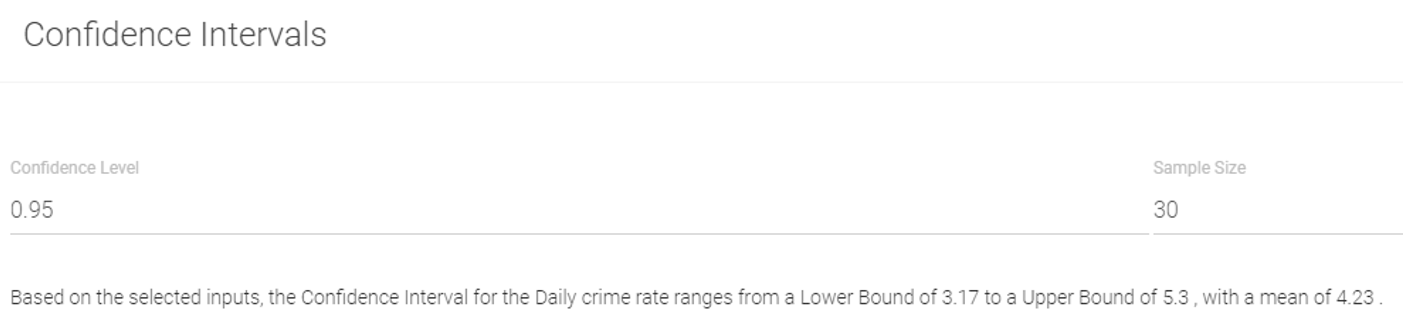 Confidence Intervals
Confidence Level
Sample Size
0.95
30
Based on the selected inputs, the Confidence Interval for the Daily crime rate ranges from a Lower Bound of 3.17 to a Upper Bound of 5.3 , with a mean of 4.23 .